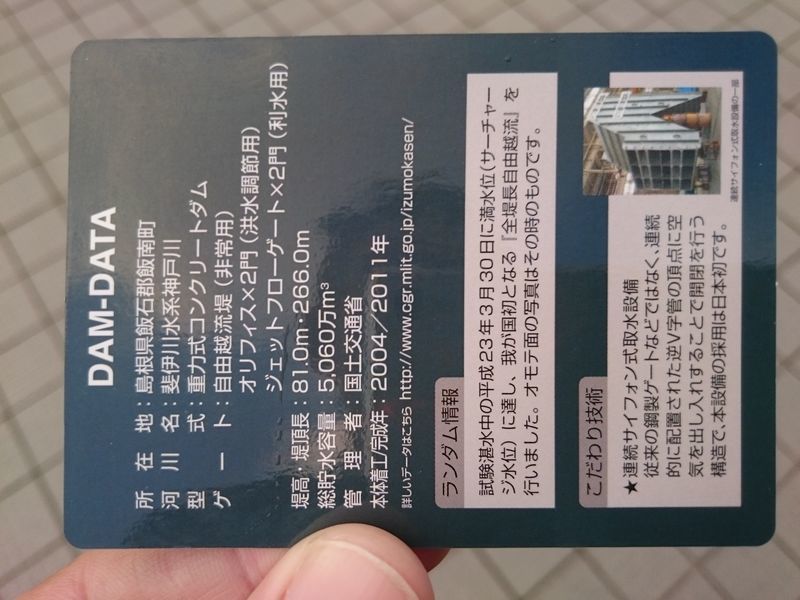 DAM-DATA
所在地：島根県飯石郡飯南町
河川名：斐伊川水系神戸川
型式：重力式コンクリートダム
ゲート：自由越流堤（非常用）
オリフィス×2門（洪水調節用）
ジェットフローゲート×2門（利水用）
堤高・堤頂長：81.0m・266.0m
総貯水容量：5,060万m³
管理者：国土交通省
本体着工/完成年：2004／2011年
詳しいデータはこちら http://www.cgr.mlit.go.jp/izumokasen/
ランダム情報
試験湛水中の平成23年3月30日に満水位（サーチャー
ジ水位）に達し、我が国初となる『全堤長自由越流』を
行いました。オモテ面の写真はその時のものです。
こだわり技術
★連続サイフォン式取水設備
従来の鋼製ゲートなどではなく、連続
的に配置された逆V字管の頂点に空
気を出し入れすることで開閉を行う
構造で、本設備の採用は日本初です。
連続サイフォン式取水設備の一部